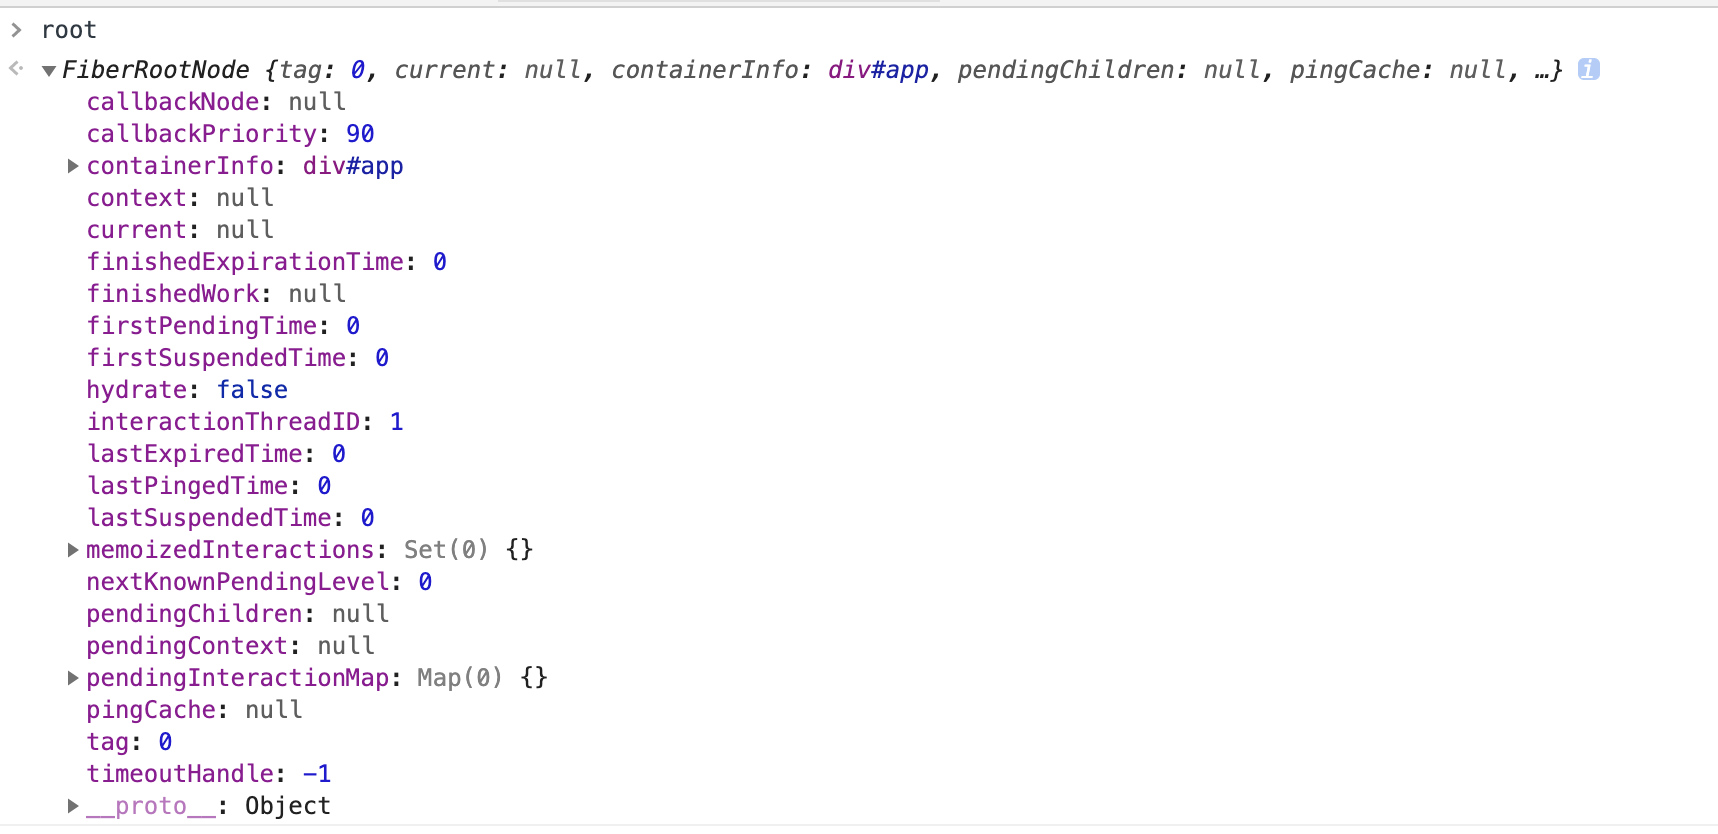 root
FiberRootNode {tag: 0, current: null, containerInfo: div#app, pendingChildren: null, pingCache: null, …} i
callbackNode: null
callbackPriority: 90
containerInfo: div#app
context: null
current: null
finishedExpirationTime: 0
finishedWork: null
firstPendingTime: 0
firstSuspendedTime: 0
hydrate: false
interactionThreadID: 1
lastExpiredTime: 0
lastPingedTime: 0
lastSuspendedTime: 0
memoizedInteractions: Set(0) {}
nextKnownPendingLevel: 0
pendingChildren: null
pendingContext: null
pendingInteractionMap: Map(0) {}
pingCache: null
tag: 0
timeoutHandle: -1
__proto__: Object